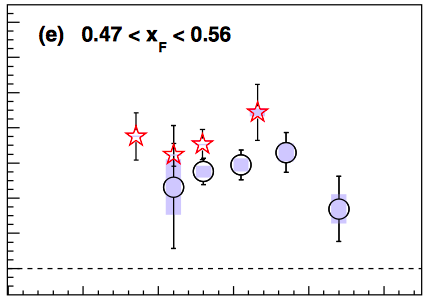 (e) 0.47 < x_F < 0.56